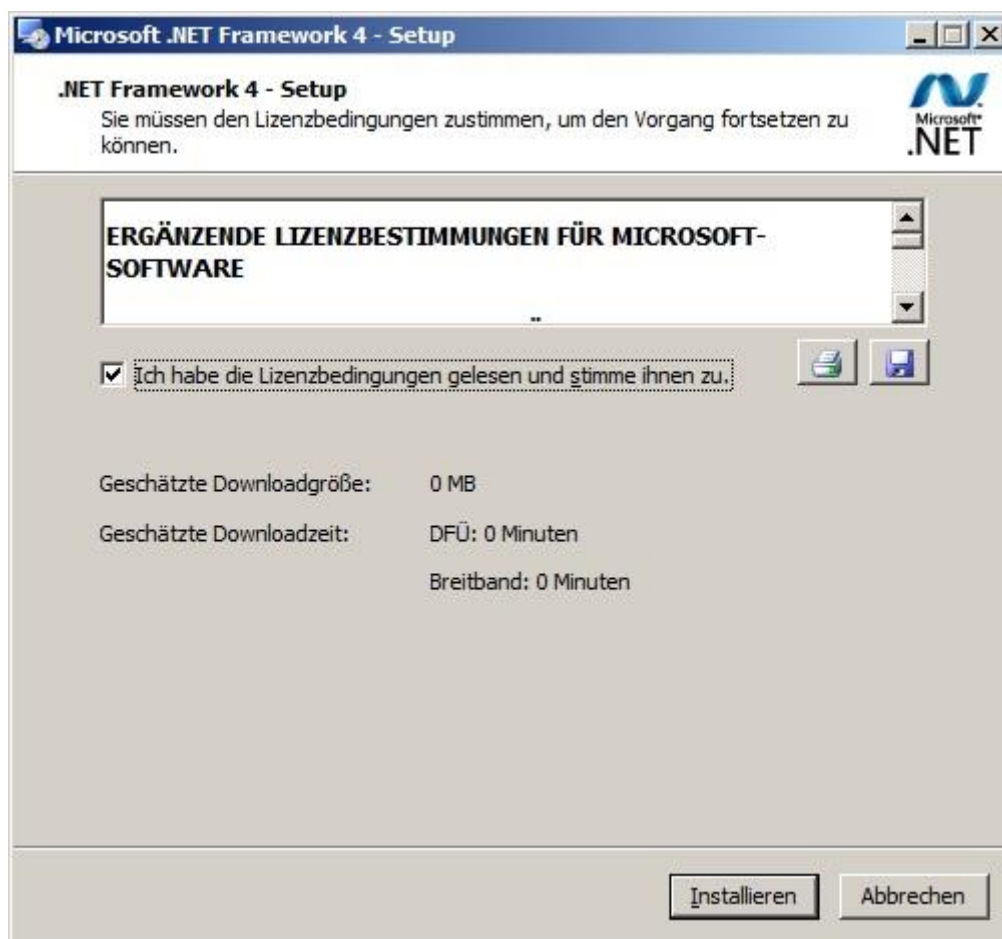 Microsoft .NET Framework 4 - Setup
.NET Framework 4 - Setup
Sie müssen den Lizenzbedingungen zustimmen, um den Vorgang fortsetzen zu
können.
Microsoft®
.NET
ERGÄNZENDE LIZENZBESTIMMUNGEN FÜR MICROSOFT-
SOFTWARE
Ich habe die Lizenzbedingungen gelesen und stimme ihnen zu.
Geschätzte Downloadgröße: 0 MB
Geschätzte Downloadzeit: DFÜ: 0 Minuten
Breitband: 0 Minuten
Installieren Abbrechen